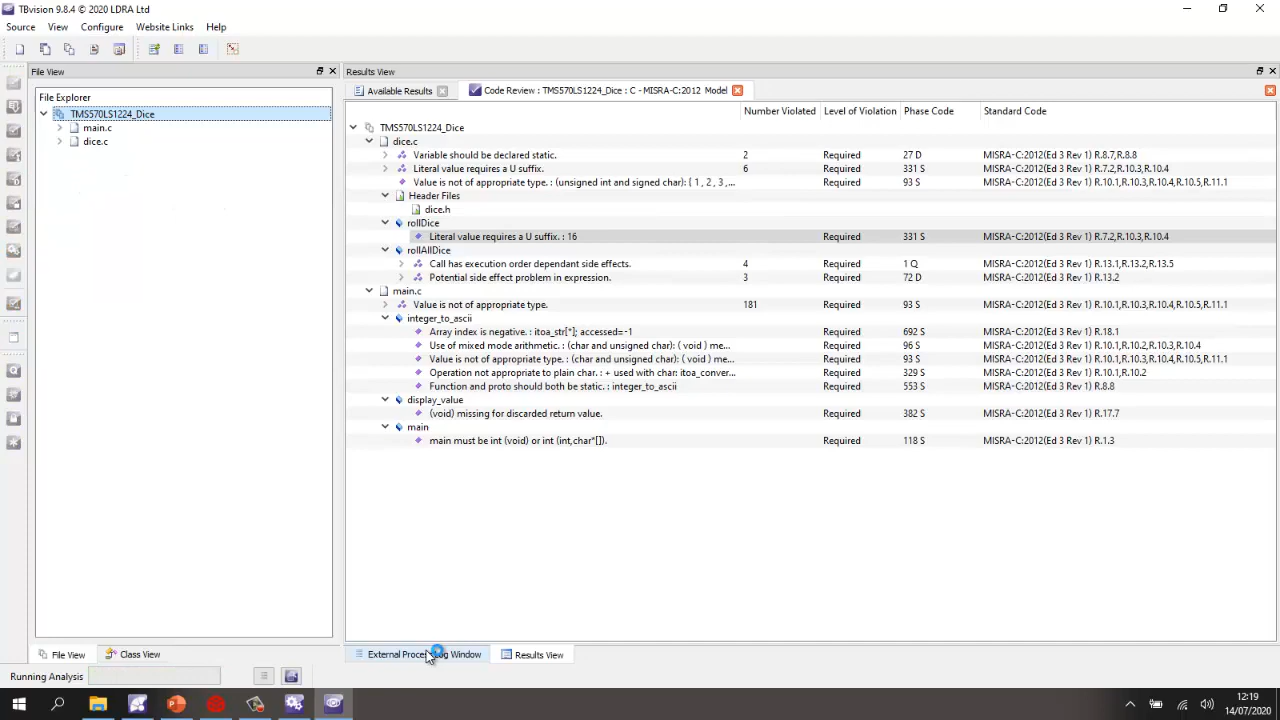 TBvision 9.8.4 © 2020 LDRA Ltd
Source View Configure Website Links Help
File View
Results View
File Explorer
TMS570LS1224_Dice
main.c
dice.c
Available Results
Code Review : TMS570LS1224_Dice : C - MISRA-C:2012 Model
Number Violated Level of Violation Phase Code Standard Code
TMS570LS1224_Dice
dice.c
Variable should be declared static. 2 Required 27 D MISRA-C:2012(Ed 3 Rev 1) R.8.7,R.8.8
Literal value requires a U suffix. 6 Required 331 S MISRA-C:2012(Ed 3 Rev 1) R.7.2,R.10.3,R.10.4
Value is not of appropriate type. : (unsigned int and signed char): { 1 , 2 , 3 ,... Required 93 S MISRA-C:2012(Ed 3 Rev 1) R.10.1,R.10.3,R.10.4,R.10.5,R.11.1
Header Files
dice.h
rollDice
Literal value requires a U suffix. : 16 Required 331 S MISRA-C:2012(Ed 3 Rev 1) R.7.2,R.10.3,R.10.4
rollAllDice
Call has execution order dependant side effects. 4 Required 1 Q MISRA-C:2012(Ed 3 Rev 1) R.13.1,R.13.2,R.13.5
Potential side effect problem in expression. 3 Required 72 D MISRA-C:2012(Ed 3 Rev 1) R.13.2
main.c
Value is not of appropriate type. 181 Required 93 S MISRA-C:2012(Ed 3 Rev 1) R.10.1,R.10.3,R.10.4,R.10.5,R.11.1
integer_to_ascii
Array index is negative. : itoa_str[*]; accessed=-1 Required 692 S MISRA-C:2012(Ed 3 Rev 1) R.18.1
Use of mixed mode arithmetic. : (char and unsigned char): ( void ) me... Required 96 S MISRA-C:2012(Ed 3 Rev 1) R.10.1,R.10.2,R.10.3,R.10.4
Value is not of appropriate type. : (char and unsigned char): ( void ) me... Required 93 S MISRA-C:2012(Ed 3 Rev 1) R.10.1,R.10.3,R.10.4,R.10.5,R.11.1
Operation not appropriate to plain char. : + used with char: itoa_conver... Required 329 S MISRA-C:2012(Ed 3 Rev 1) R.10.1,R.10.2
Function and proto should both be static. : integer_to_ascii Required 553 S MISRA-C:2012(Ed 3 Rev 1) R.8.8
display_value
(void) missing for discarded return value. Required 382 S MISRA-C:2012(Ed 3 Rev 1) R.17.7
main
main must be int (void) or int (int,char*[]). Required 118 S MISRA-C:2012(Ed 3 Rev 1) R.1.3
File View Class View
External Proce Window Results View
Running Analysis
12:19
14/07/2020